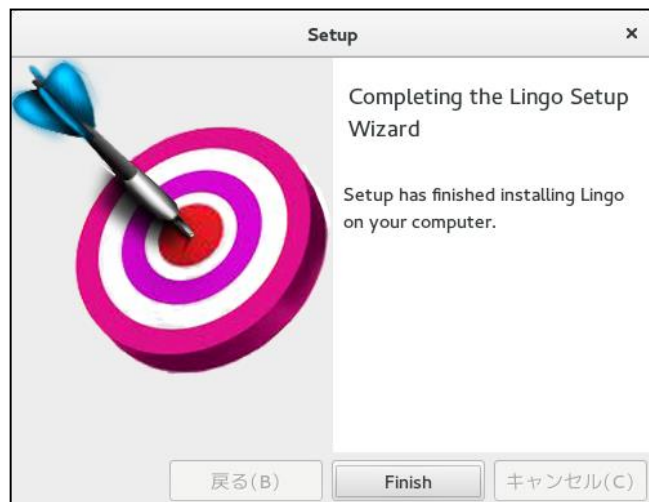 Setup
×
Completing the Lingo Setup
Wizard
Setup has finished installing Lingo
on your computer.
戻る(B)
Finish
キャンセル(C)